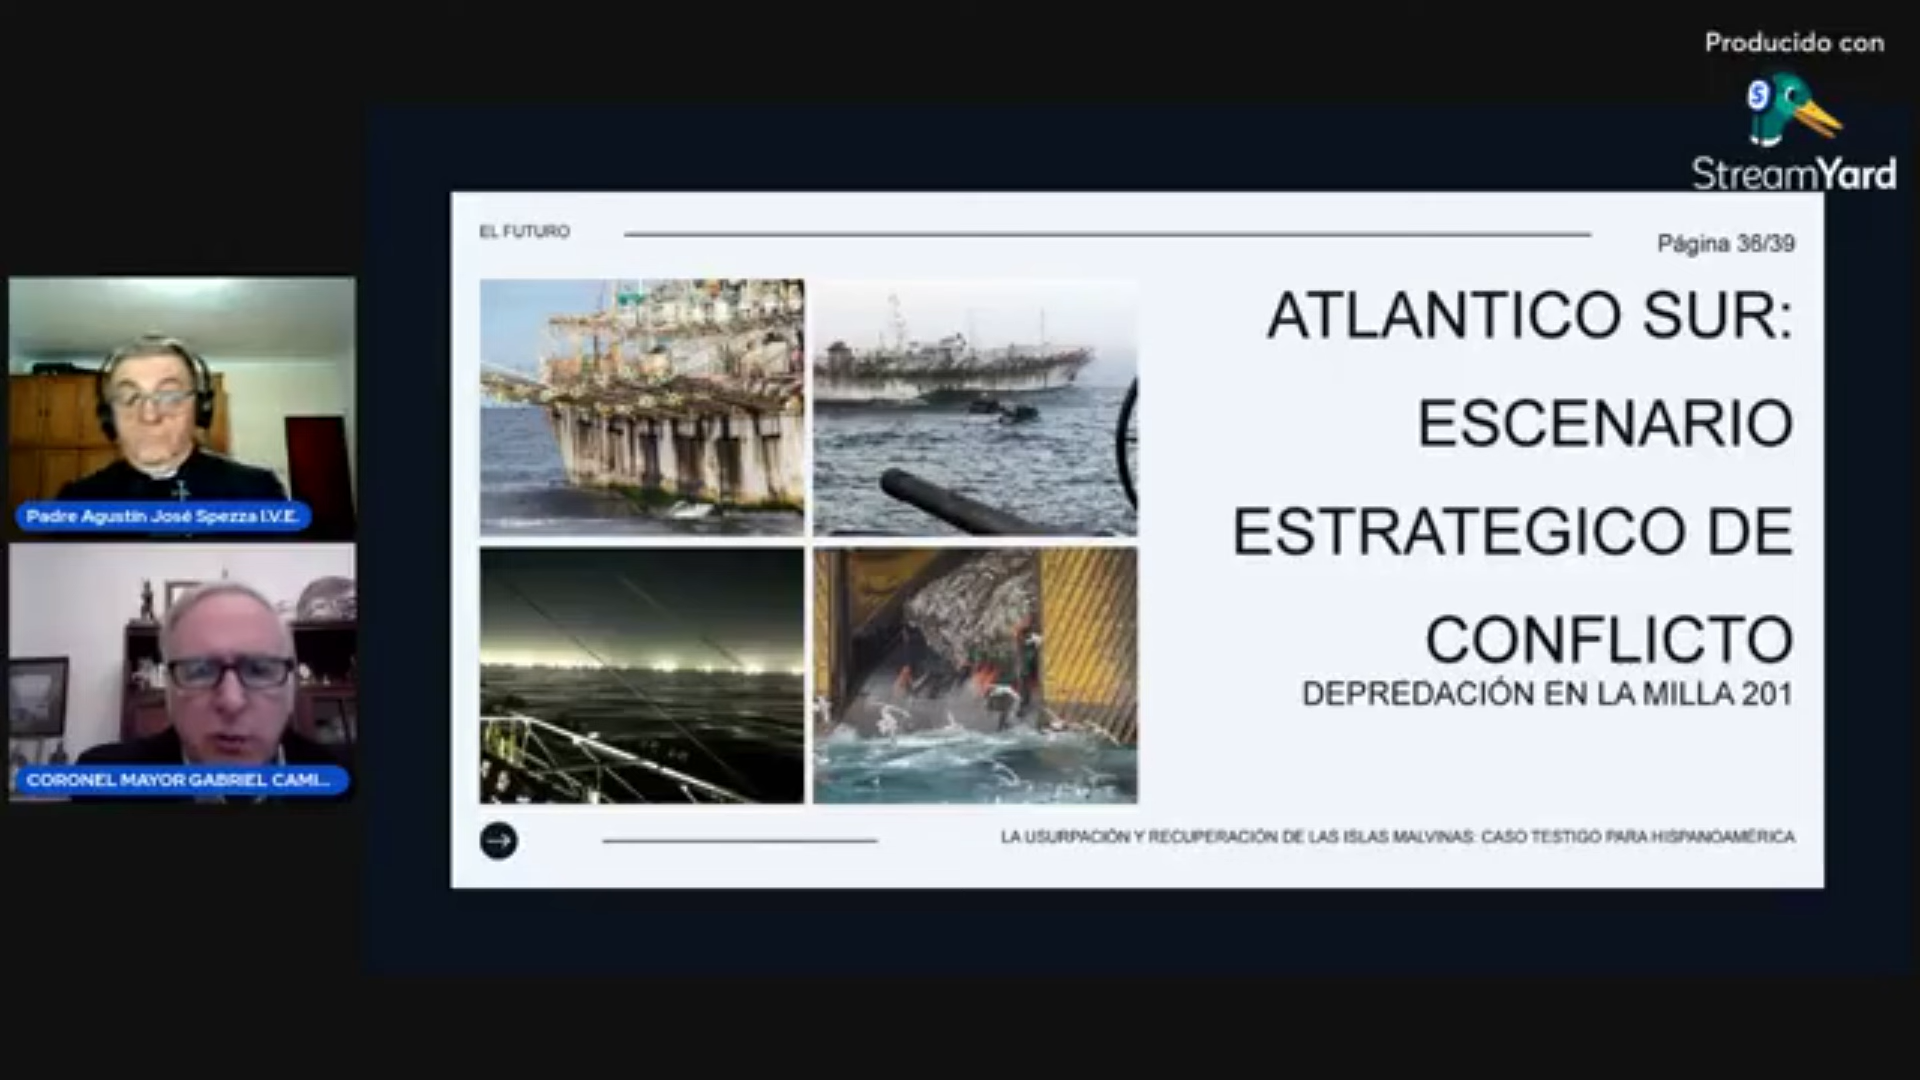 Producido con
StreamYard
EL FUTURO
Página 36/39
ATLANTICO SUR:
ESCENARIO
ESTRATEGICO DE
CONFLICTO
DEPREDACIÓN EN LA MILLA 201
Padre Agustín José Spezza I.V.E.
CORONEL MAYOR GABRIEL CAMI...
LA USURPACIÓN Y RECUPERACIÓN DE LAS ISLAS MALVINAS: CASO TESTIGO PARA HISPANOAMÉRICA